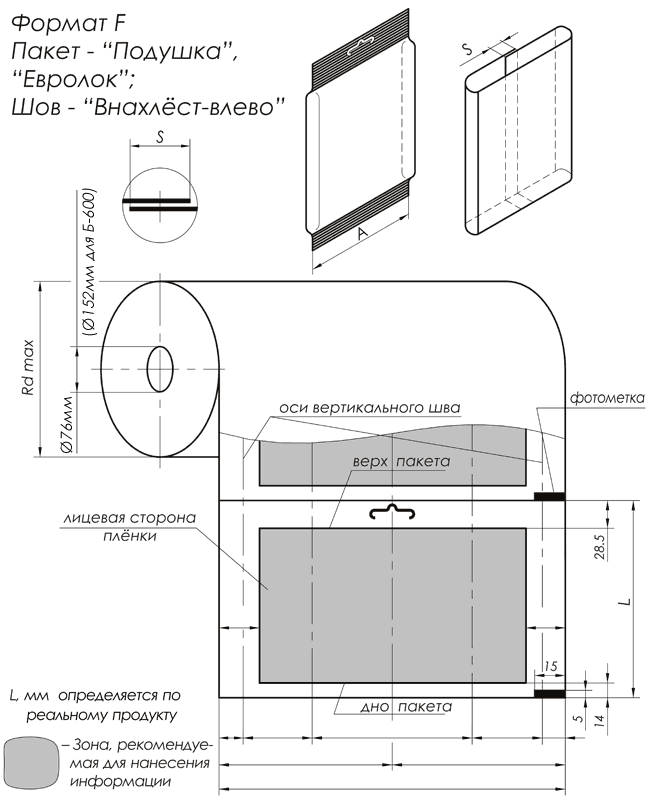 Формат F
Пакет - “Подушка”,
“Евролок”;
Шов - “Внахлёст-влево”
S
S
A
(Ø152мм для Б-600)
Ø76мм
Rd max
оси вертикального шва
фотометка
верх пакета
лицевая сторона
плёнки
28.5
L
15
5
14
дно пакета
L, мм определяется по
реальному продукту
– Зона, рекомендуе-
мая для нанесения
информации